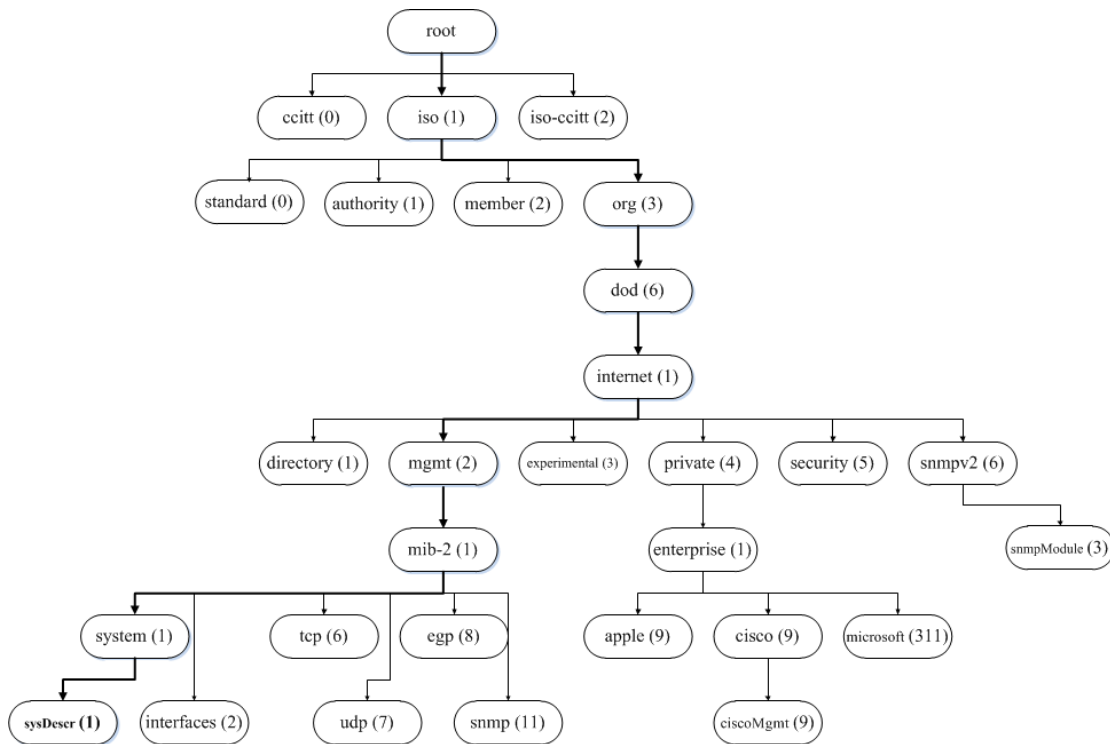 root
ccitt (0)
iso (1)
iso-ccitt (2)
standard (0)
authority (1)
member (2)
org (3)
dod (6)
internet (1)
directory (1)
mgmt (2)
experimental (3)
private (4)
security (5)
snmpv2 (6)
mib-2 (1)
enterprise (1)
snmpModule (3)
system (1)
tcp (6)
egp (8)
apple (9)
cisco (9)
microsoft (311)
sysDescr (1)
interfaces (2)
udp (7)
snmp (11)
ciscoMgmt (9)